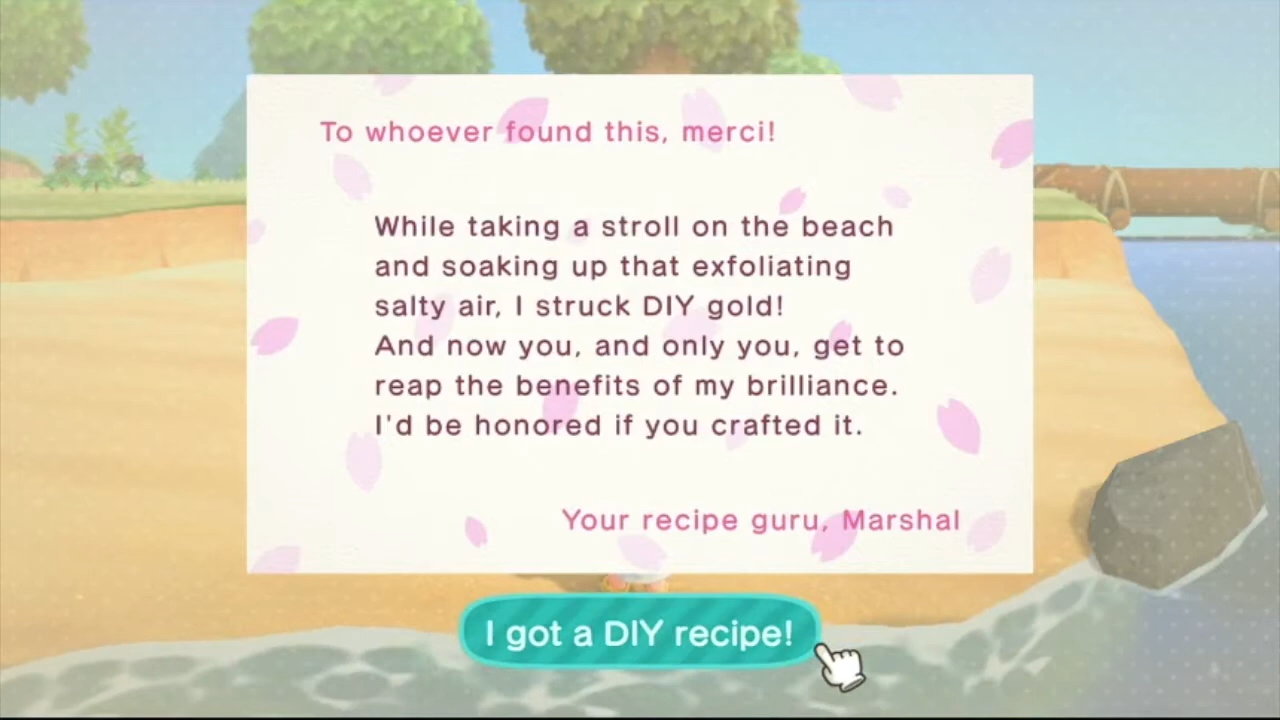 To whoever found this, merci!
While taking a stroll on the beach
and soaking up that exfoliating
salty air, I struck DIY gold!
And now you, and only you, get to
reap the benefits of my brilliance.
I'd be honored if you crafted it.
Your recipe guru, Marshal
I got a DIY recipe!